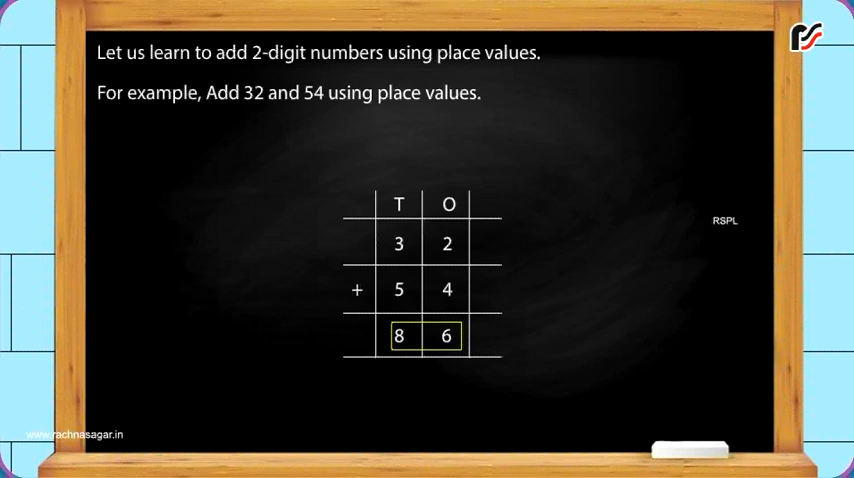 Let us learn to add 2-digit numbers using place values.
For example, Add 32 and 54 using place values.
T O
3 2
+ 5 4
8 6
RSPL
www.rachnasagar.in